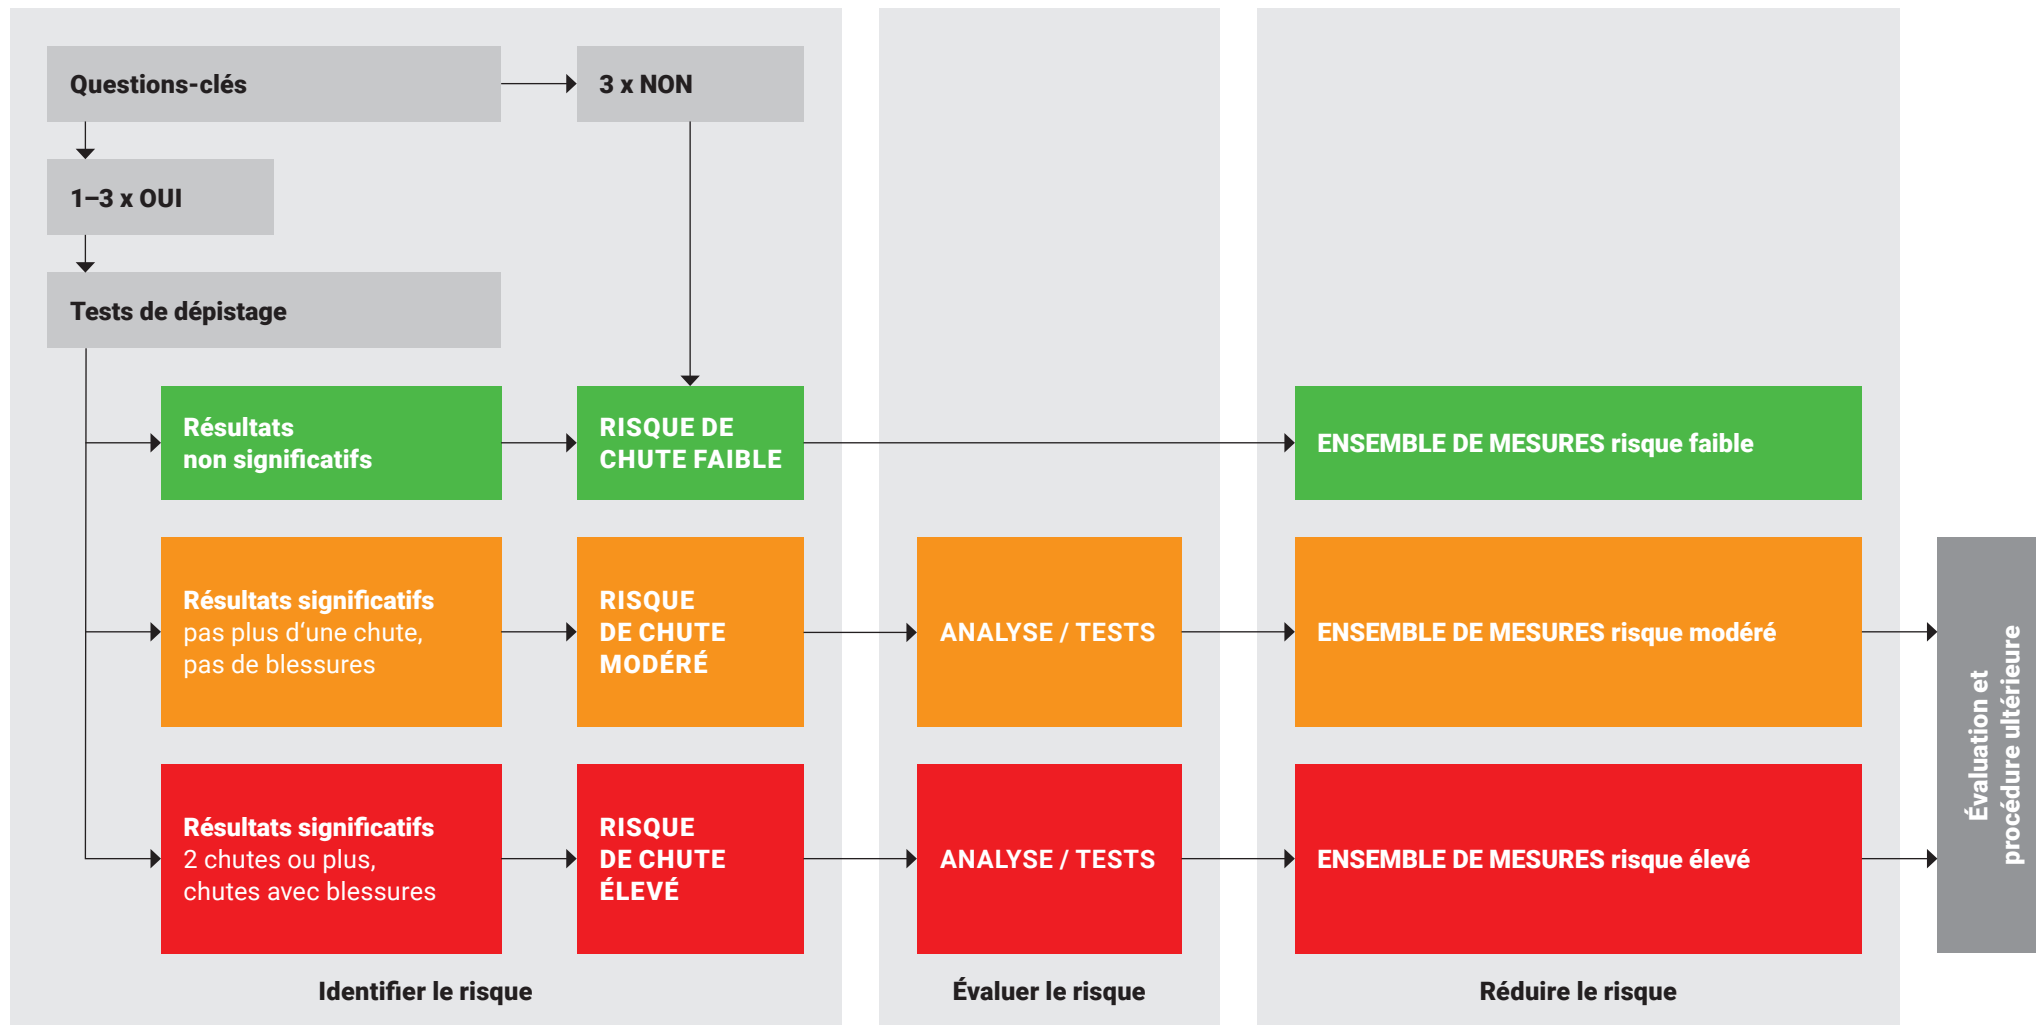 Questions-clés
3 x NON
1–3 x OUI
Tests de dépistage
Résultats
non significatifs
RISQUE DE
CHUTE FAIBLE
ENSEMBLE DE MESURES risque faible
Résultats significatifs
pas plus d‘une chute,
pas de blessures
RISQUE
DE CHUTE
MODÉRÉ
ANALYSE / TESTS
ENSEMBLE DE MESURES risque modéré
Résultats significatifs
2 chutes ou plus,
chutes avec blessures
RISQUE
DE CHUTE
ÉLEVÉ
ANALYSE / TESTS
ENSEMBLE DE MESURES risque élevé
Évaluation et
procédure ultérieure
Identifier le risque
Évaluer le risque
Réduire le risque